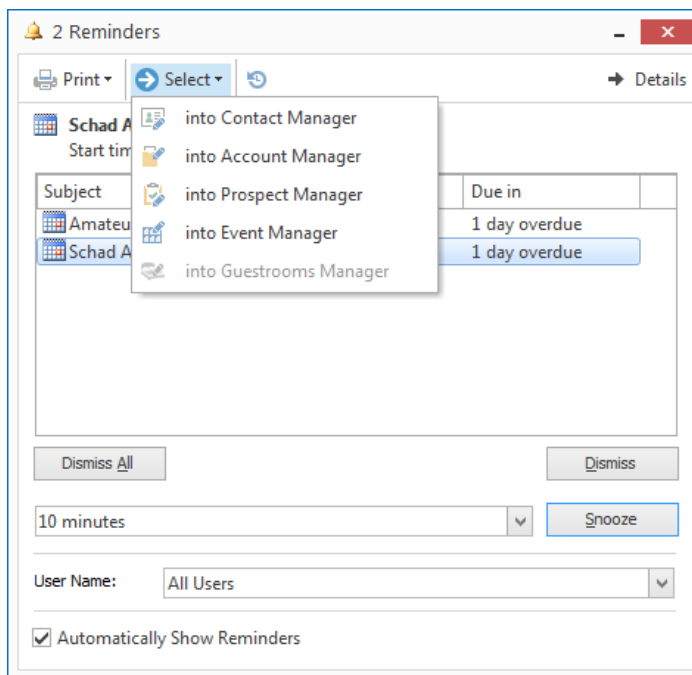 2 Reminders
Print Select Details
into Contact Manager
into Account Manager
into Prospect Manager
into Event Manager
into Guestrooms Manager
Schad A
Start tim
Subject Due in
Amateu 1 day overdue
Schad A 1 day overdue
Dismiss All Dismiss
10 minutes Snooze
User Name: All Users
Automatically Show Reminders